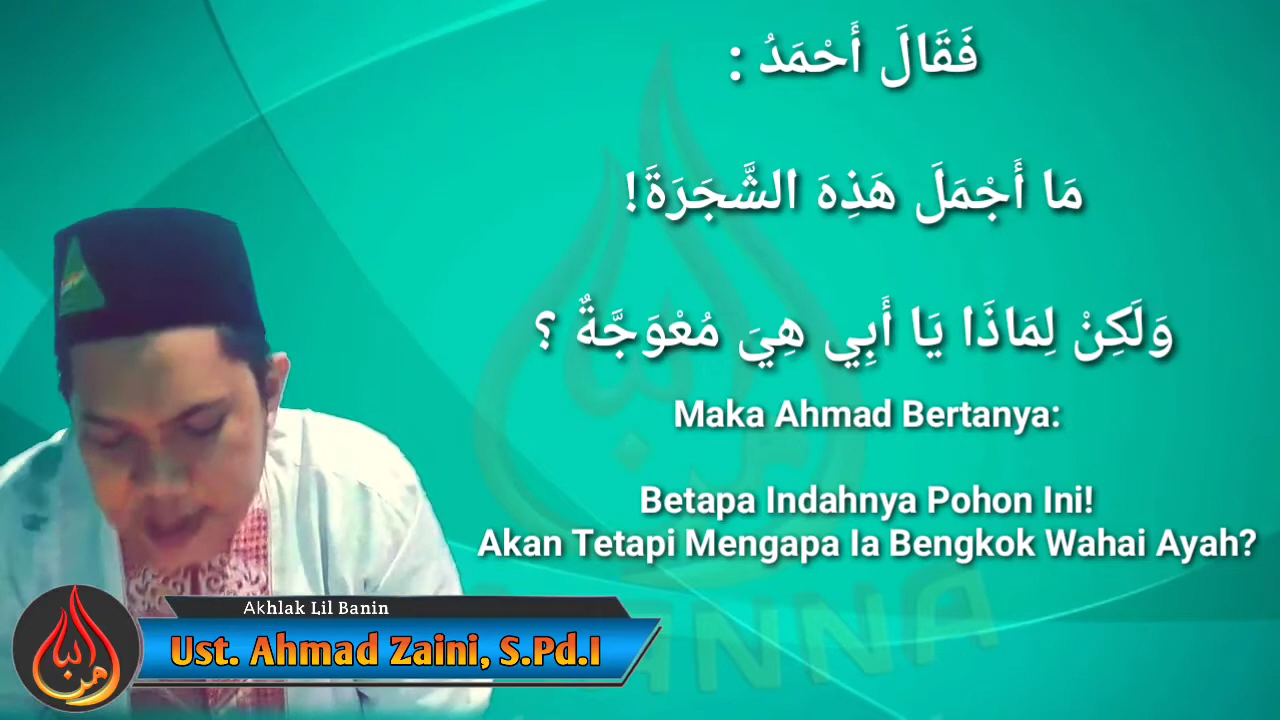 فَقَالَ أَحْمَدُ :
مَا أَجْمَلَ هَذِهَ الشَّجَرَةَ!
وَلَكِنْ لِمَاذَا يَا أَبِي هِيَ مُعْوَجَّةٌ ؟
Maka Ahmad Bertanya:
Betapa Indahnya Pohon Ini!
Akan Tetapi Mengapa Ia Bengkok Wahai Ayah?
Akhlak Lil Banin
Ust. Ahmad Zaini, S.Pd.I